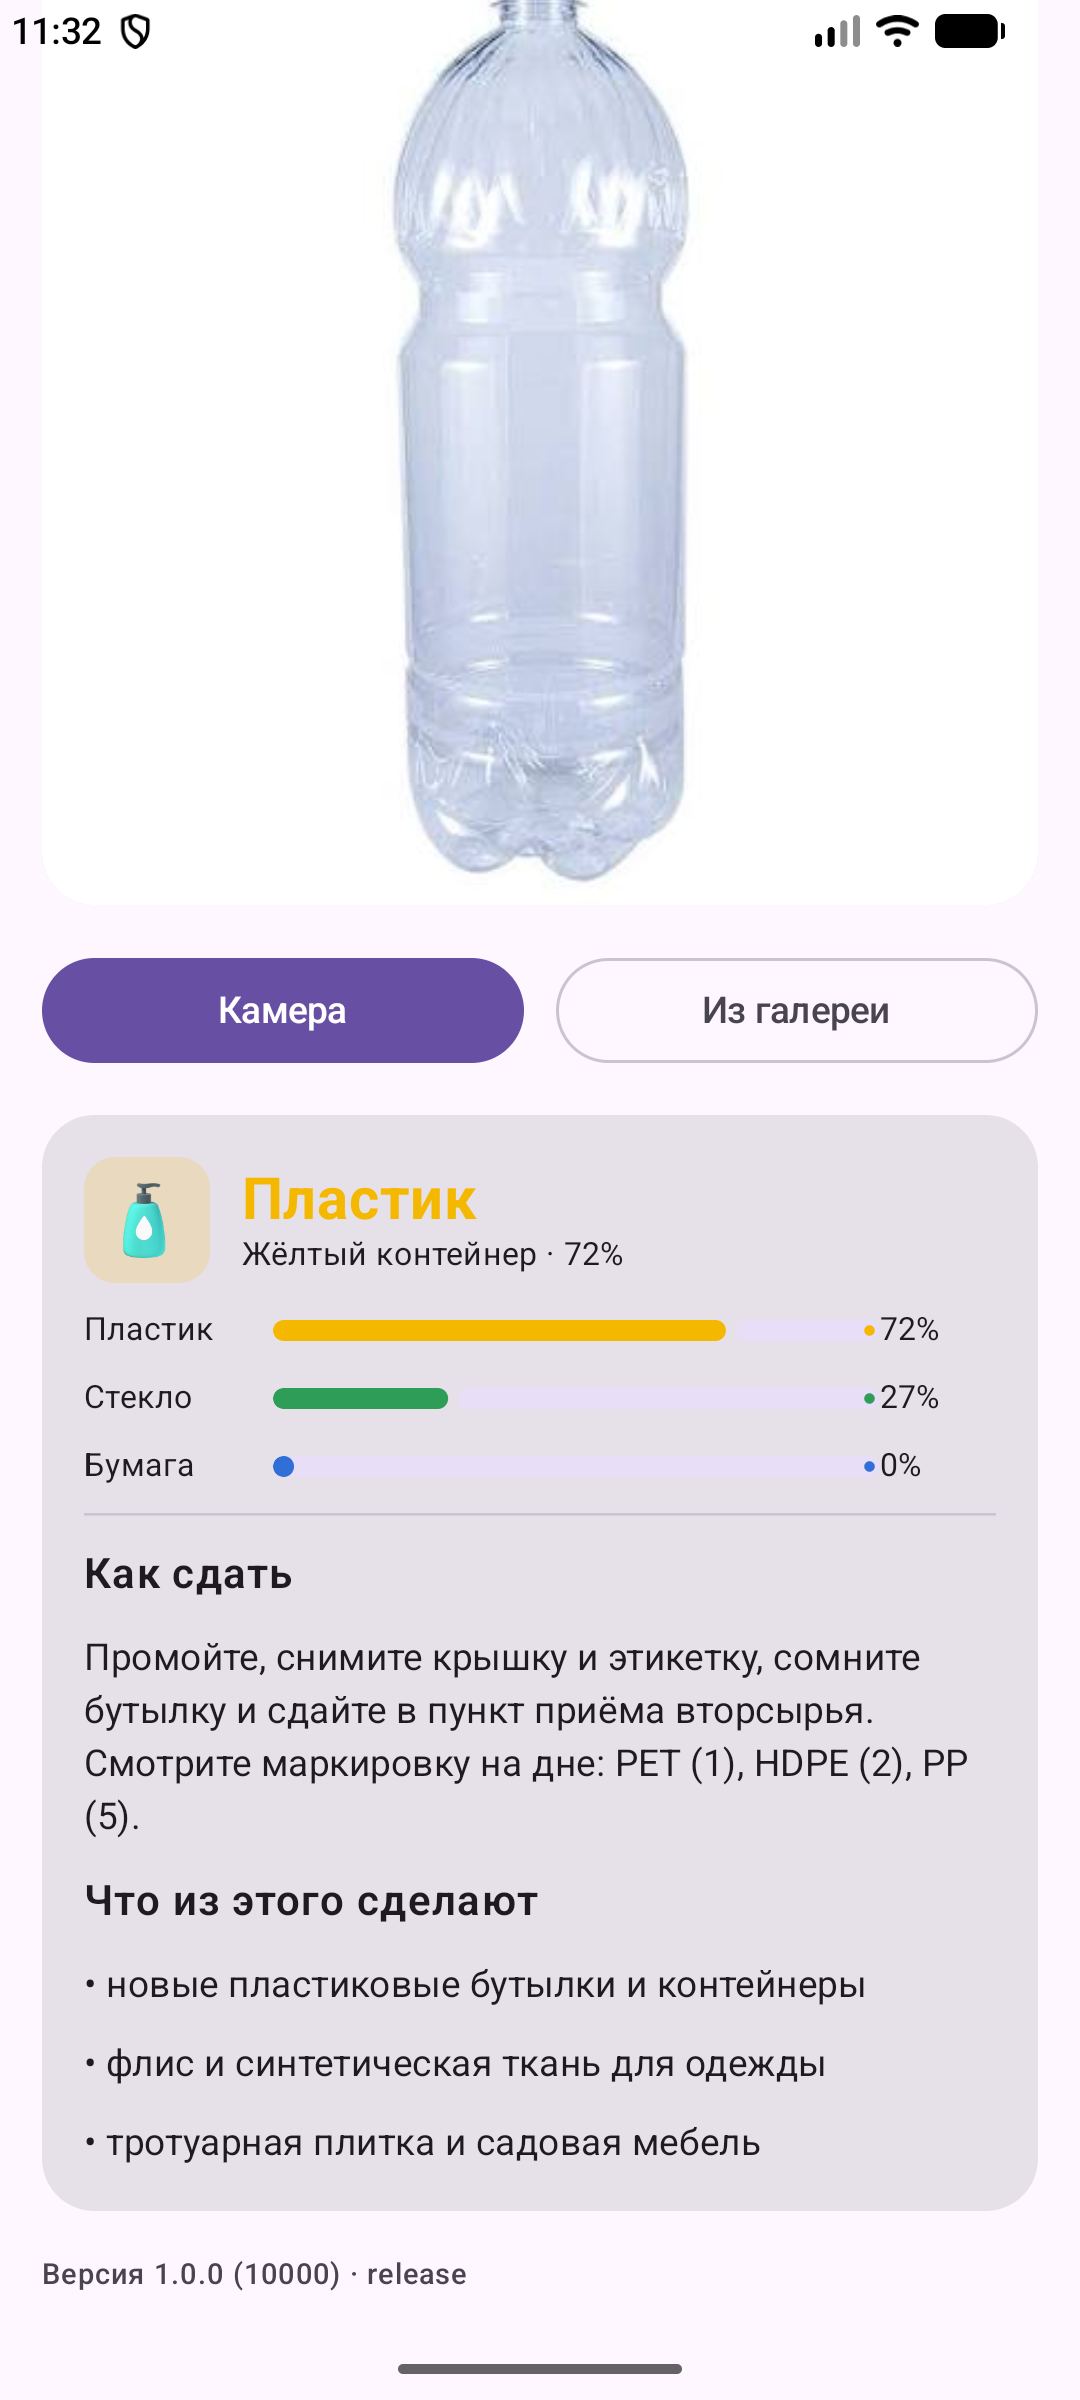 11:32
Камера
Из галереи
Пластик
Жёлтый контейнер · 72%
Пластик 72%
Стекло 27%
Бумага 0%
Как сдать
Промойте, снимите крышку и этикетку, сомните
бутылку и сдайте в пункт приёма вторсырья.
Смотрите маркировку на дне: PET (1), HDPE (2), PP
(5).
Что из этого сделают
• новые пластиковые бутылки и контейнеры
• флис и синтетическая ткань для одежды
• тротуарная плитка и садовая мебель
Версия 1.0.0 (10000) · release